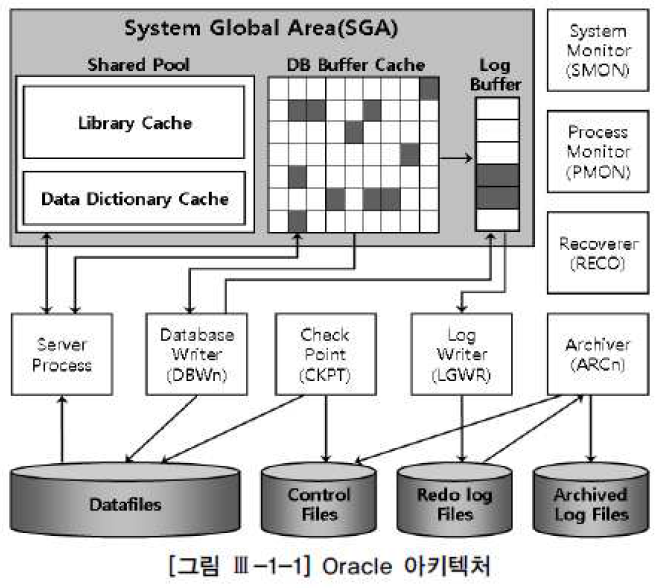 System Global Area(SGA)
Shared Pool
DB Buffer Cache
Log
Buffer
Library Cache
Data Dictionary Cache
System
Monitor
(SMON)
Process
Monitor
(PMON)
Recoverer
(RECO)
Server
Process
Database
Writer
(DBWn)
Check
Point
(CKPT)
Log
Writer
(LGWR)
Archiver
(ARCn)
Datafiles
Control
Files
Redo log
Files
Archived
Log Files
[그림 Ⅲ-1-1] Oracle 아키텍처